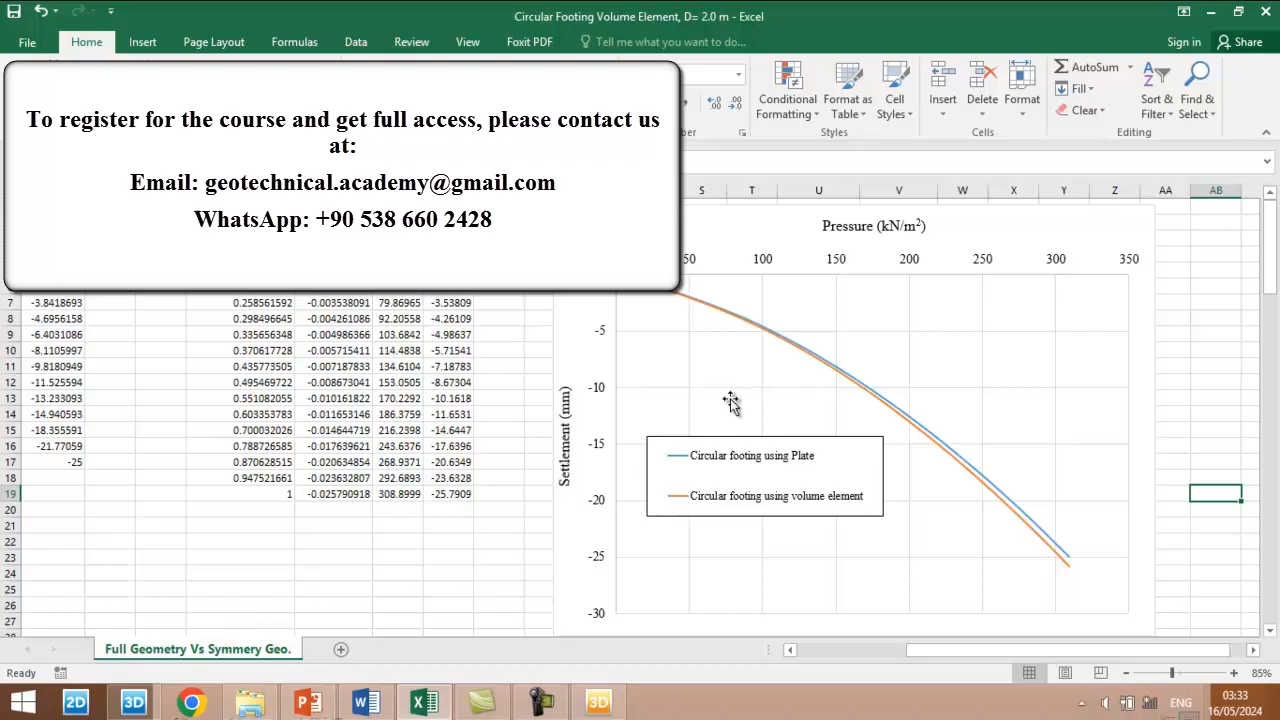 Circular Footing Volume Element, D= 2.0 m - Excel
File Home Insert Page Layout Formulas Data Review View Foxit PDF Tell me what you want to do... Sign in Share
To register for the course and get full access, please contact us
at:
Email: geotechnical.academy@gmail.com
WhatsApp: +90 538 660 2428
Conditional Formatting
Format as Table
Cell Styles
Styles
Insert Delete Format
Cells
AutoSum
Fill
Clear
Sort & Filter
Find & Select
Editing
S T U V W X Y Z AA AB
Pressure (kN/m2)
50 100 150 200 250 300 350
7 -3.8418693 0.258561592 -0.003538091 79.86965 -3.53809
8 -4.6956158 0.298496645 -0.004261086 92.20558 -4.26109
9 -6.4031086 0.335656348 -0.004986366 103.6842 -4.98637
10 -8.1105997 0.370617728 -0.005715411 114.4838 -5.71541
11 -9.8180949 0.435773505 -0.007187833 134.6104 -7.18783
12 -11.525594 0.495469722 -0.008673041 153.0505 -8.67304
13 -13.233093 0.551082055 -0.010161822 170.2292 -10.1618
14 -14.940593 0.603353783 -0.011653146 186.3759 -11.6531
15 -18.355591 0.700032026 -0.014644719 216.2398 -14.6447
16 -21.77059 0.788726585 -0.017639621 243.6376 -17.6396
17 -25 0.870628515 -0.020634854 268.9371 -20.6349
18 0.947521661 -0.023632807 292.6893 -23.6328
19 1 -0.025790918 308.8999 -25.7909
20
21
22
23
24
25
26
27
-5
-10
-15
-20
-25
-30
Settlement (mm)
Circular footing using Plate
Circular footing using volume element
Full Geometry Vs Symmery Geo.
Ready
85%
2D 3D 3D
ENG
03:33
16/05/2024